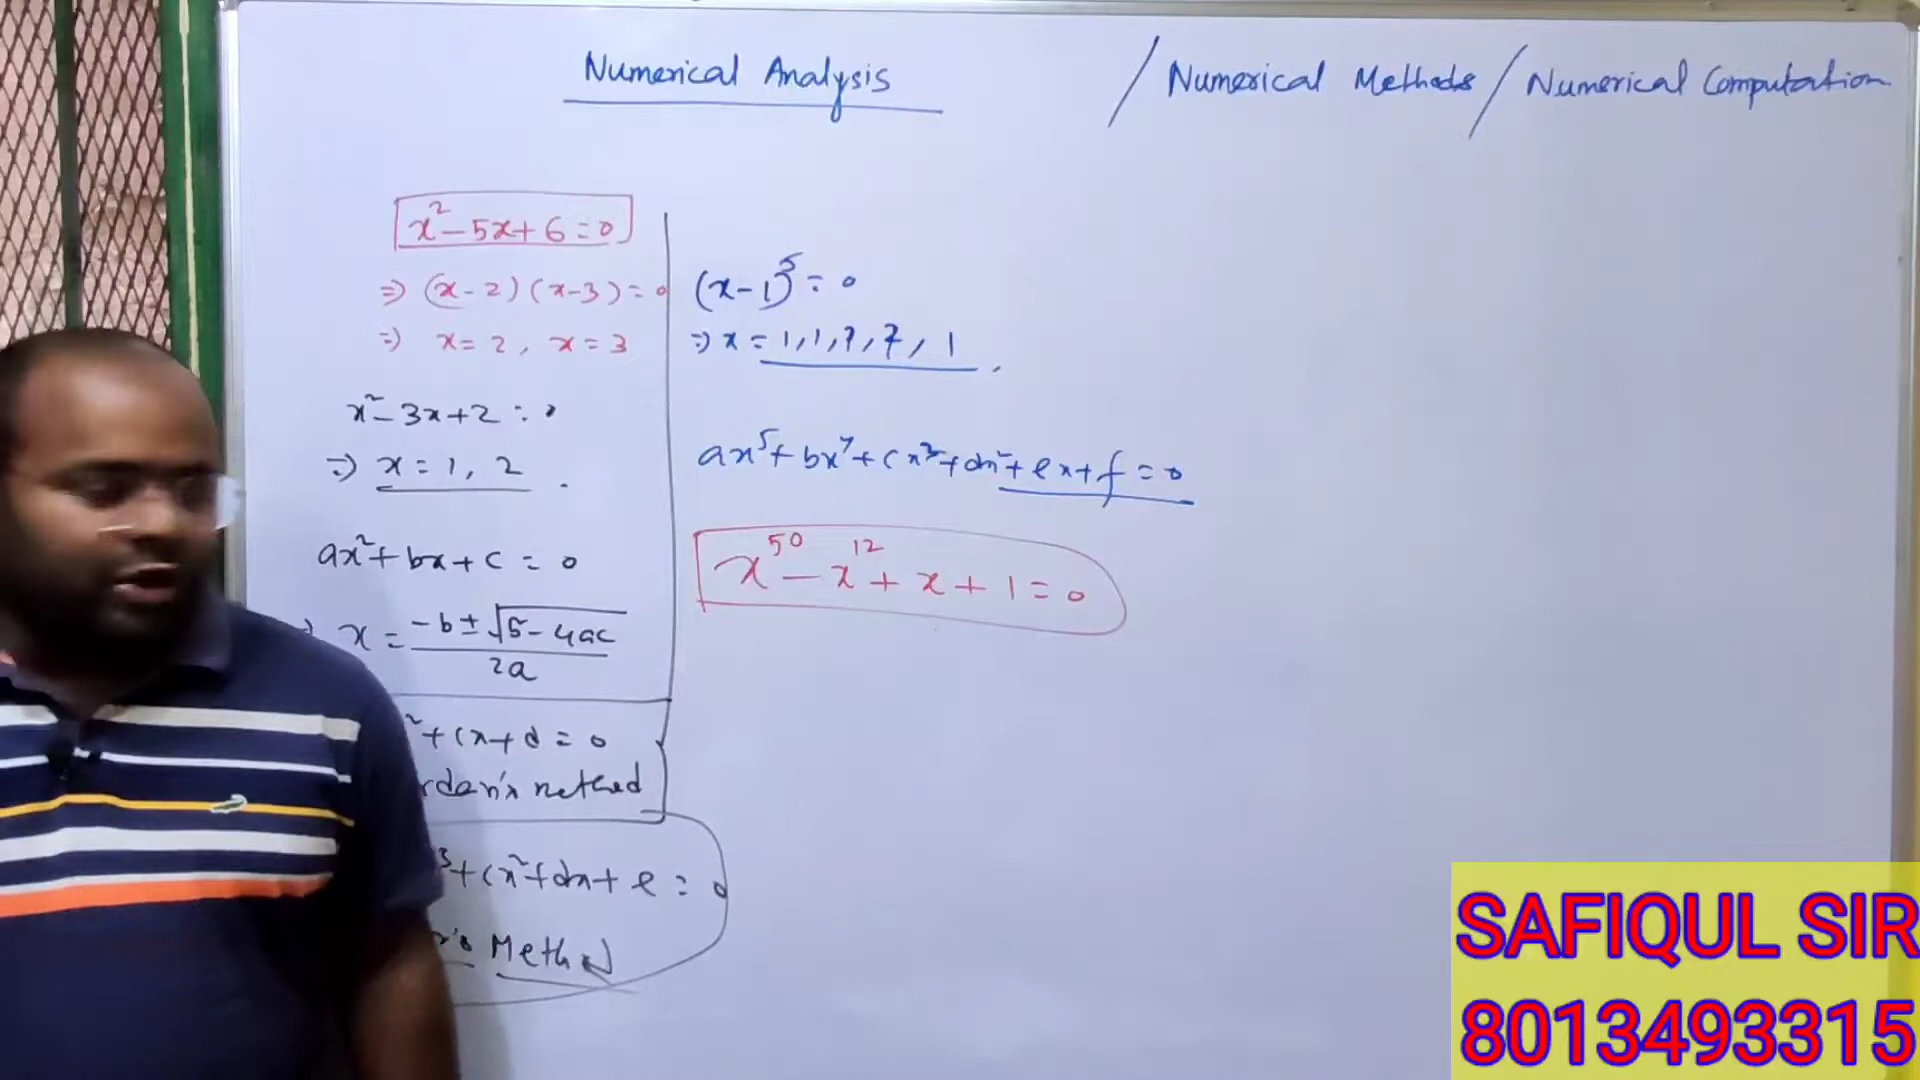 Numerical Analysis / Numerical Methods / Numerical Computation
x² - 5x + 6 = 0
⇒ (x-2)(x-3) = 0
⇒ x = 2, x = 3
x² - 3x + 2 = 0
⇒ x = 1, 2.
ax² + bx + c = 0
x = (-b ± √(b² - 4ac)) / 2a
² + cx + d = 0
rdan's method
³ + cx² + dx + e = 0
Method
(x-1)⁵ = 0
⇒ x = 1, 1, 1, 1, 1.
ax⁵ + bx⁴ + cx³ + dx² + ex + f = 0
x⁵⁰ - x¹² + x + 1 = 0
SAFIQUL SIR
8013493315